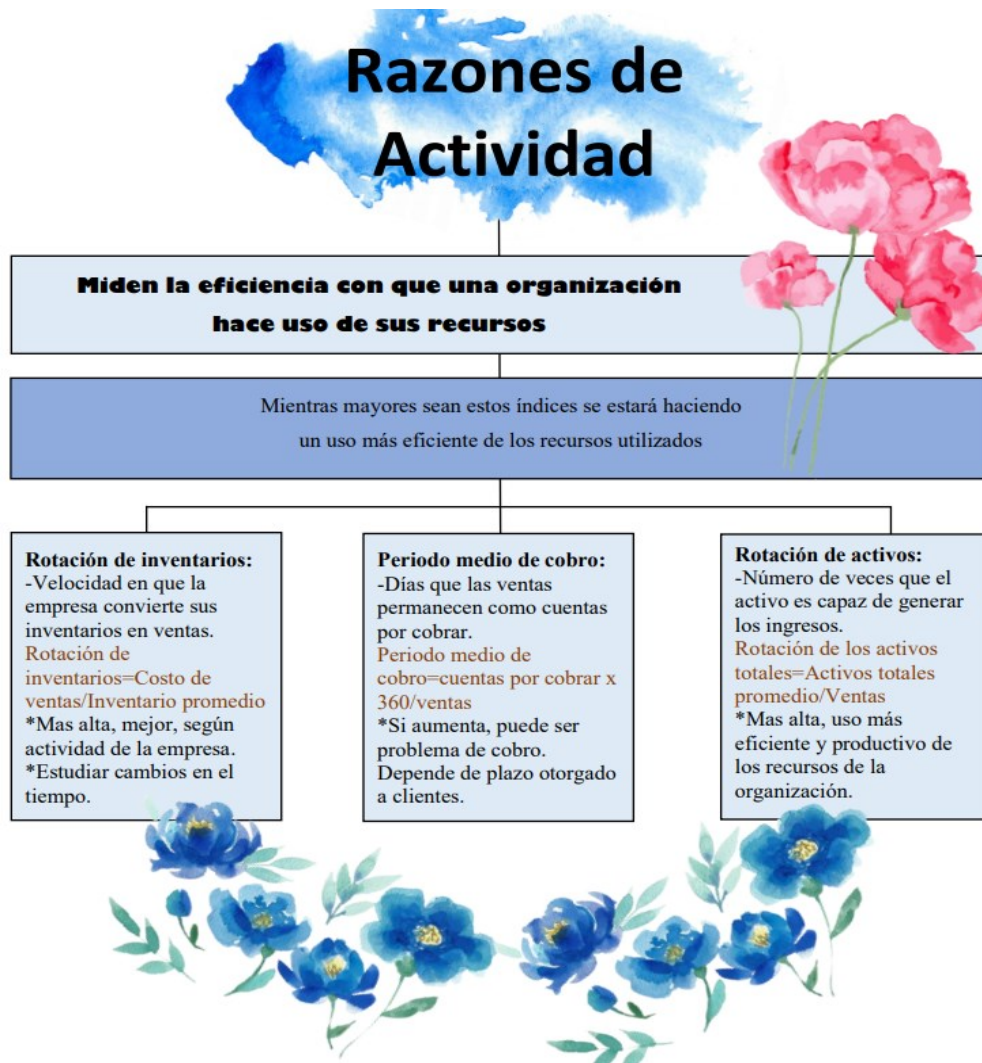 Razones de
Actividad
Miden la eficiencia con que una organización
hace uso de sus recursos
Mientras mayores sean estos índices se estará haciendo
un uso más eficiente de los recursos utilizados
Rotación de inventarios:
-Velocidad en que la
empresa convierte sus
inventarios en ventas.
Rotación de
inventarios=Costo de
ventas/Inventario promedio
*Mas alta, mejor, según
actividad de la empresa.
*Estudiar cambios en el
tiempo.
Periodo medio de cobro:
-Días que las ventas
permanecen como cuentas
por cobrar.
Periodo medio de
cobro=cuentas por cobrar x
360/ventas
*Si aumenta, puede ser
problema de cobro.
Depende de plazo otorgado
a clientes.
Rotación de activos:
-Número de veces que el
activo es capaz de generar
los ingresos.
Rotación de los activos
totales=Activos totales
promedio/Ventas
*Mas alta, uso más
eficiente y productivo de
los recursos de la
organización.